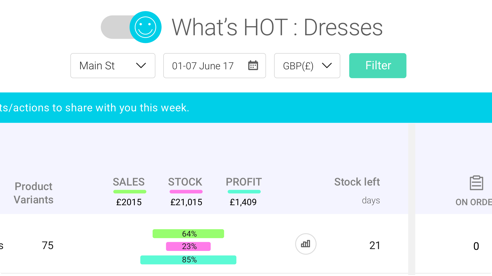 What's HOT : Dresses
Main St
01-07 June 17
GBP(£)
Filter
ts/actions to share with you this week.
Product
Variants
SALES
STOCK
PROFIT
£2015
£21,015
£1,409
Stock left
days
ON ORDE
75
64%
23%
85%
21
0